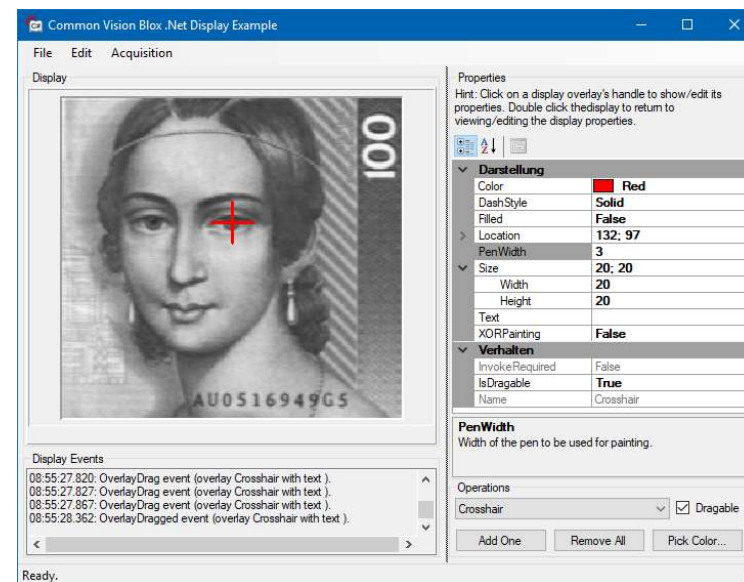 Common Vision Blox .Net Display Example
File Edit Acquisition
Display
100
AU0516949G5
Display Events
08:55:27.820: OverlayDrag event (overlay Crosshair with text ).
08:55:27.827: OverlayDrag event (overlay Crosshair with text ).
08:55:27.867: OverlayDrag event (overlay Crosshair with text ).
08:55:28.362: OverlayDragged event (overlay Crosshair with text ).
Ready.
Properties
Hint: Click on a display overlay's handle to show/edit its
properties. Double click thedisplay to return to
viewing/editing the display properties.
Darstellung
Color Red
DashStyle Solid
Filled False
Location 132; 97
PenWidth 3
Size 20; 20
Width 20
Height 20
Text
XORPainting False
Verhalten
InvokeRequired False
IsDragable True
Name Crosshair
PenWidth
Width of the pen to be used for painting.
Operations
Crosshair Dragable
Add One Remove All Pick Color...